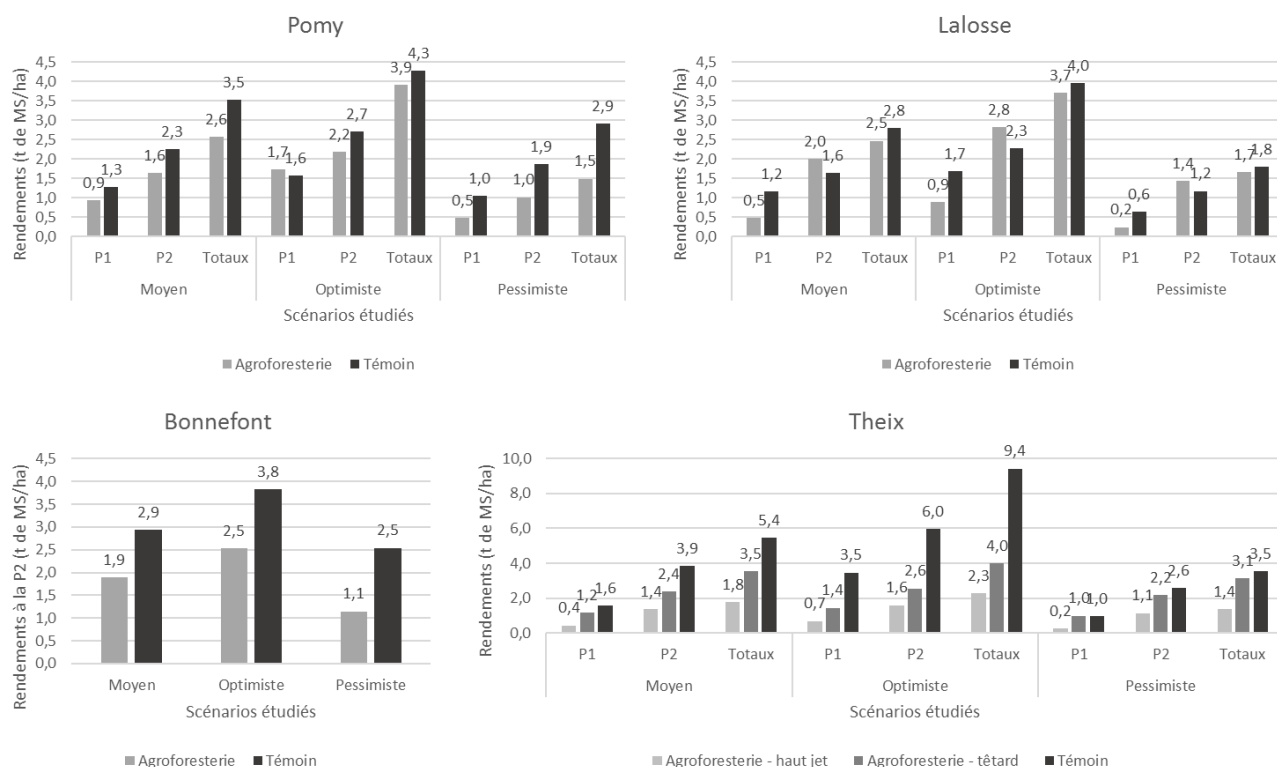 Pomy
Rendements (t de MS/ha)
4,5
4,0
3,5
3,0
2,5
2,0
1,5
1,0
0,5
0,0
0,9 1,3 1,6 2,3 2,6 3,5 1,7 1,6 2,2 2,7 3,9 4,3 0,5 1,0 1,0 1,9 1,5 2,9
P1 P2 Totaux P1 P2 Totaux P1 P2 Totaux
Moyen Optimiste Pessimiste
Scénarios étudiés
Agroforesterie Témoin
Lalosse
Rendements (t de MS/ha)
4,5
4,0
3,5
3,0
2,5
2,0
1,5
1,0
0,5
0,0
0,5 1,2 2,0 1,6 2,5 2,8 0,9 1,7 2,8 2,3 3,7 4,0 0,2 0,6 1,4 1,2 1,7 1,8
P1 P2 Totaux P1 P2 Totaux P1 P2 Totaux
Moyen Optimiste Pessimiste
Scénarios étudiés
Agroforesterie Témoin
Bonnefont
Rendements à la P2 (t de MS/ha)
4,5
4,0
3,5
3,0
2,5
2,0
1,5
1,0
0,5
0,0
1,9 2,9 2,5 3,8 1,1 2,5
Moyen Optimiste Pessimiste
Scénarios étudiés
Agroforesterie Témoin
Theix
Rendements (t de MS/ha)
10,0
8,0
6,0
4,0
2,0
0,0
0,4 1,2 1,6 1,4 2,4 3,9 1,8 3,5 5,4 0,7 1,4 3,5 1,6 2,6 6,0 2,3 4,0 9,4 0,2 1,0 1,0 1,1 2,2 2,6 1,4 3,1 3,5
P1 P2 Totaux P1 P2 Totaux P1 P2 Totaux
Moyen Optimiste Pessimiste
Scénarios étudiés
Agroforesterie - haut jet Agroforesterie - têtard Témoin